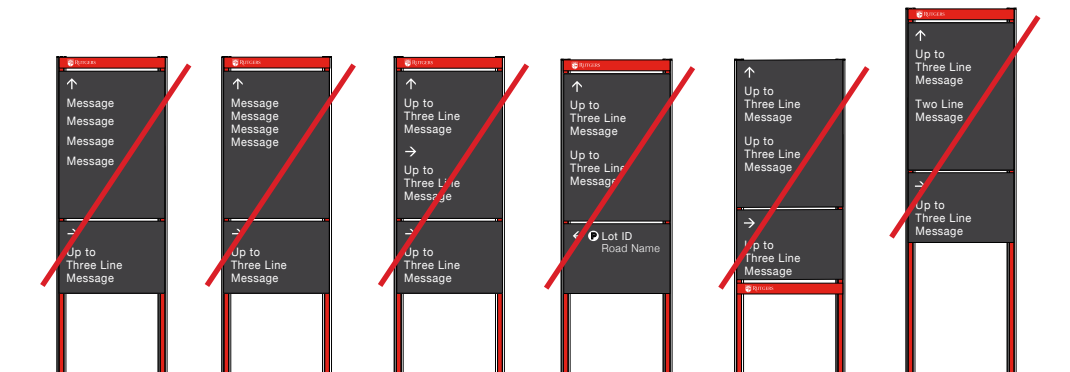 RUTGERS
Message
Message
Message
Message
Up to
Three Line
Message
RUTGERS
Message
Message
Message
Message
Up to
Three Line
Message
RUTGERS
Up to
Three Line
Message
Up to
Three Line
Message
Up to
Three Line
Message
RUTGERS
Up to
Three Line
Message
Up to
Three Line
Message
P Lot ID
Road Name
Up to
Three Line
Message
Up to
Three Line
Message
Up to
Three Line
Message
RUTGERS
RUTGERS
Up to
Three Line
Message
Two Line
Message
Up to
Three Line
Message